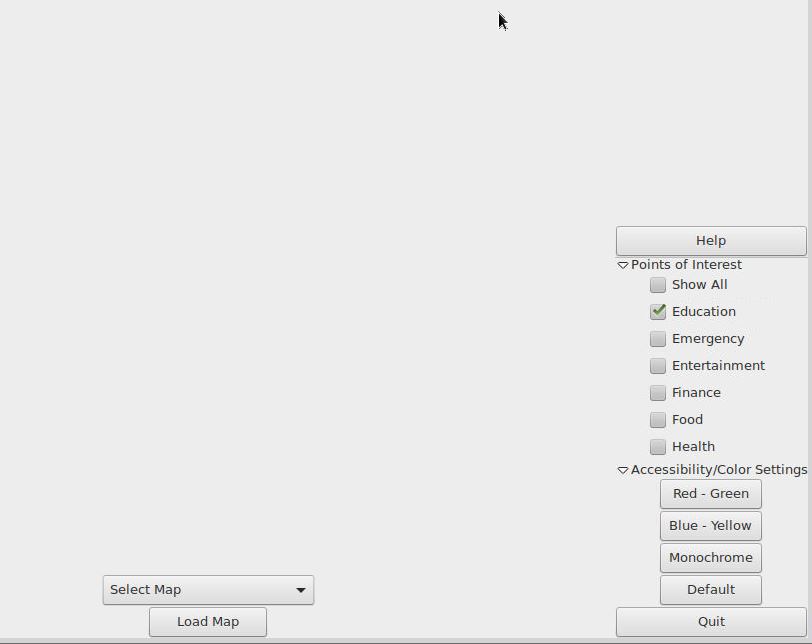 Help
Points of Interest
Show All
Education
Emergency
Entertainment
Finance
Food
Health
Accessibility/Color Settings
Red - Green
Blue - Yellow
Monochrome
Select Map
Default
Load Map
Quit